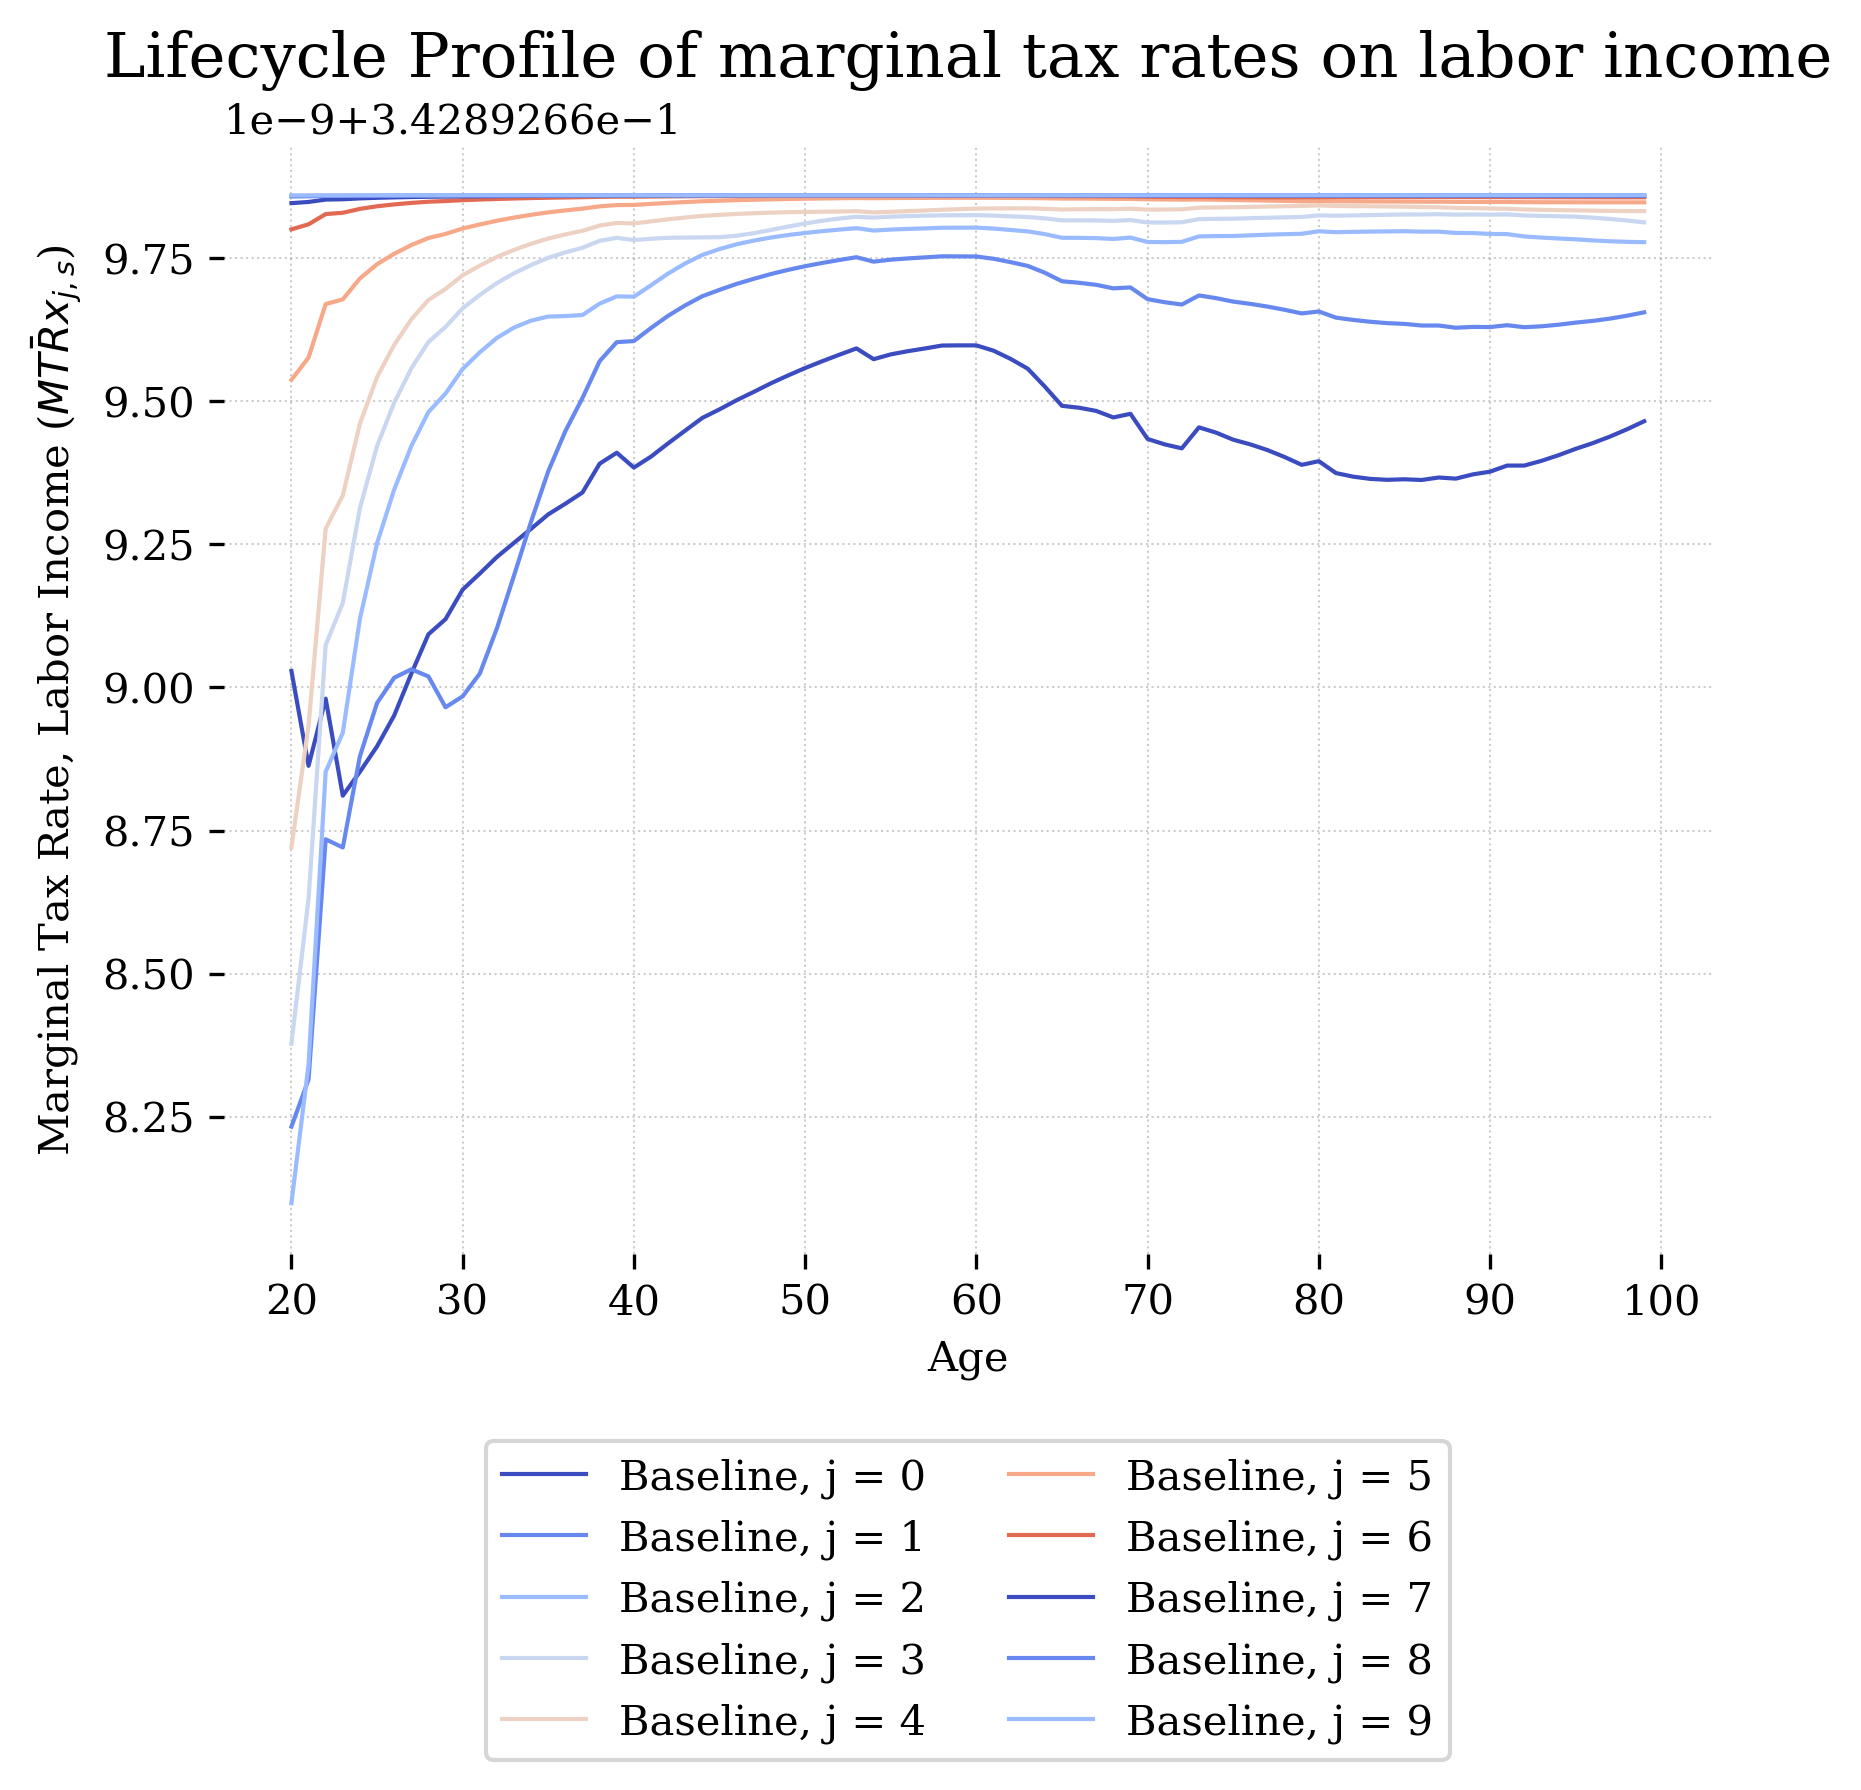 Lifecycle Profile of marginal tax rates on labor income
1e−9+3.4289266e−1
Marginal Tax Rate, Labor Income (MTR̄x_{j,s})
9.75
9.50
9.25
9.00
8.75
8.50
8.25
20 30 40 50 60 70 80 90 100
Age
Baseline, j = 0
Baseline, j = 1
Baseline, j = 2
Baseline, j = 3
Baseline, j = 4
Baseline, j = 5
Baseline, j = 6
Baseline, j = 7
Baseline, j = 8
Baseline, j = 9